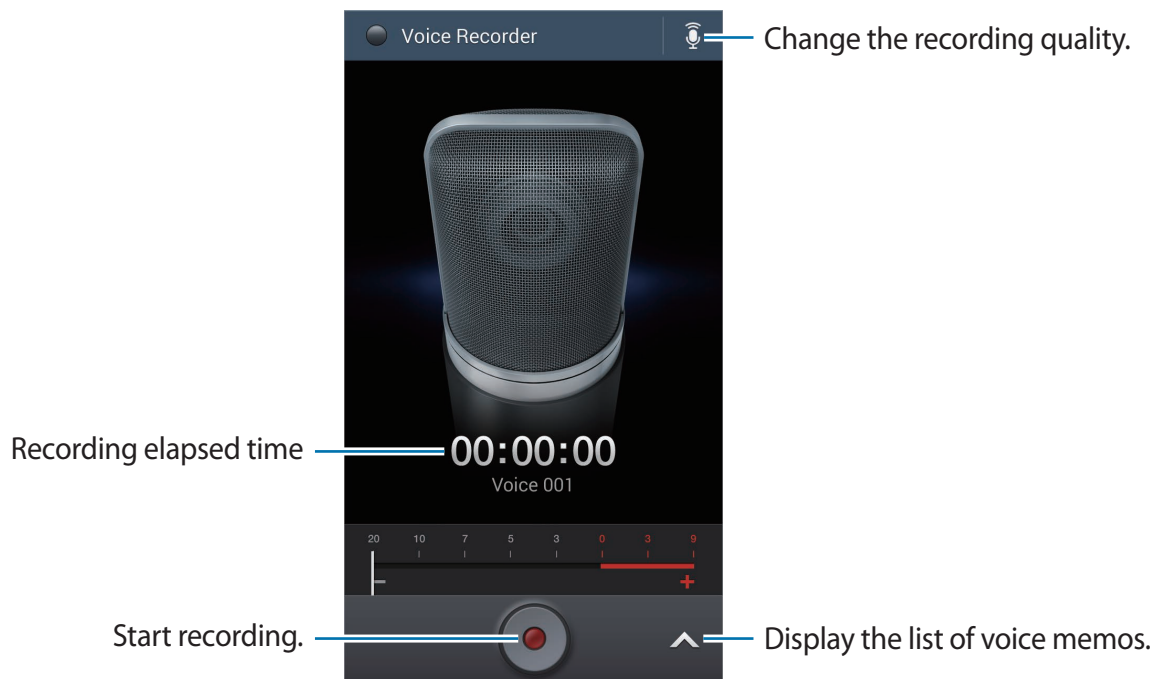 Voice Recorder
Change the recording quality.
Recording elapsed time
00:00:00
Voice 001
20 10 7 5 3 0 3 9
- +
Start recording.
Display the list of voice memos.